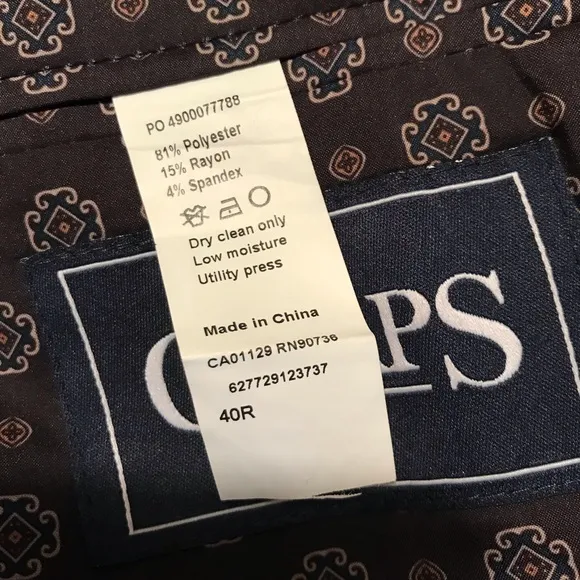 PO 4900077788
81% Polyester
15% Rayon
4% Spandex
Dry clean only
Low moisture
Utility press
Made in China
CA01129 RN90736
627729123737
40R